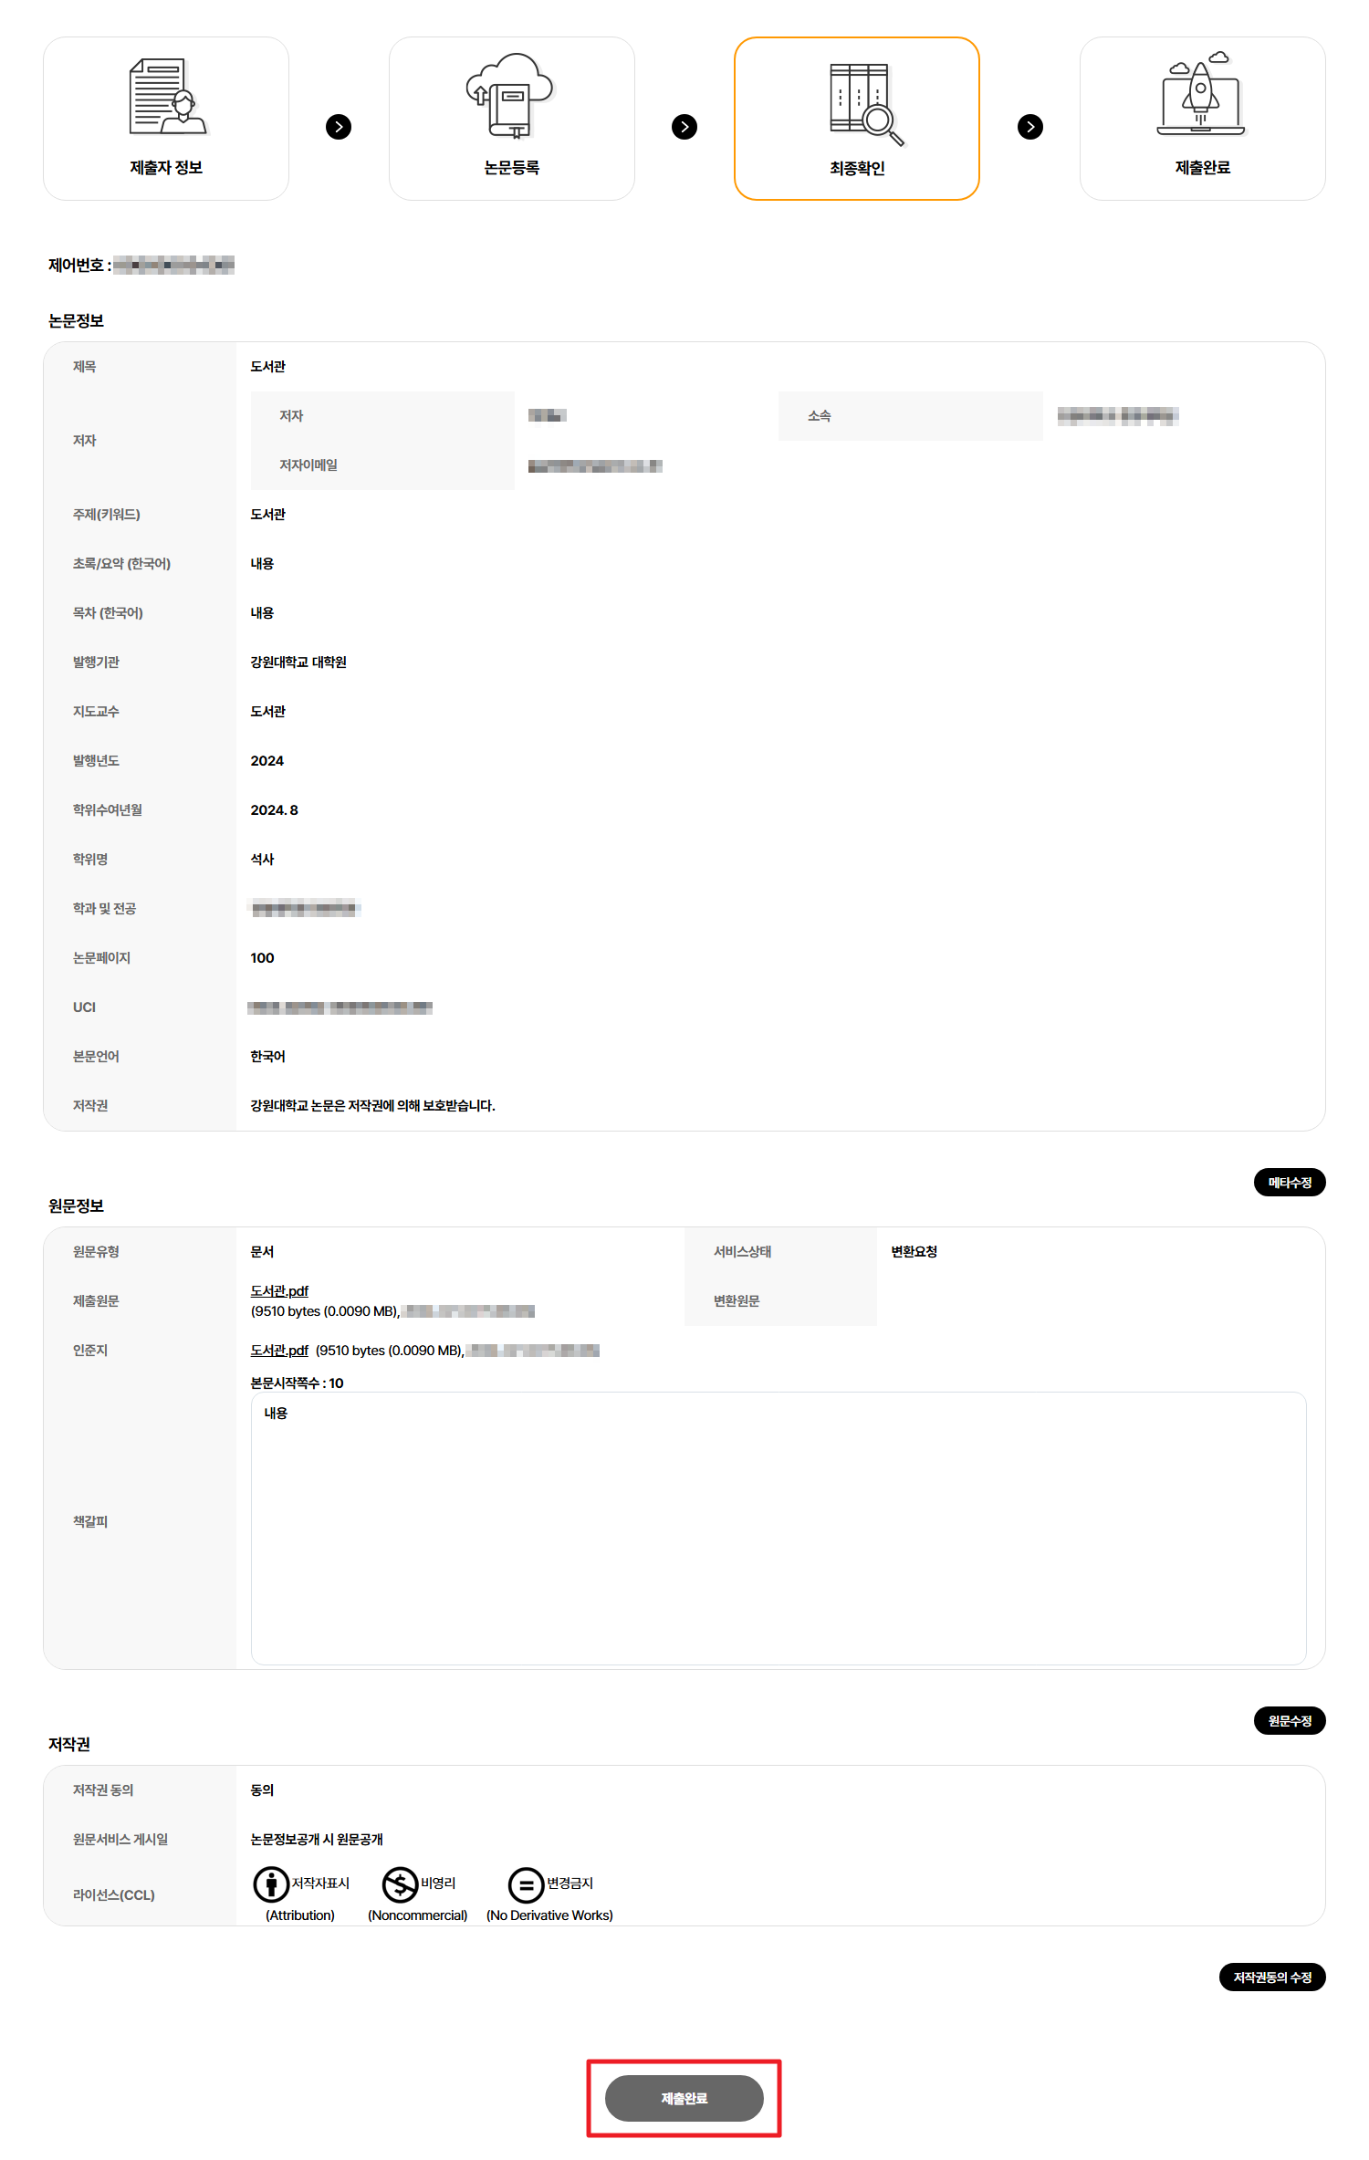 제출자 정보
논문등록
최종확인
제출완료
제어번호 :
논문정보
제목 도서관
저자
저자 소속
저자이메일
주제(키워드) 도서관
초록/요약 (한국어) 내용
목차 (한국어) 내용
발행기관 강원대학교 대학원
지도교수 도서관
발행년도 2024
학위수여년월 2024. 8
학위명 석사
학과 및 전공
논문페이지 100
UCI
본문언어 한국어
저작권 강원대학교 논문은 저작권에 의해 보호받습니다.
메타수정
원문정보
원문유형 문서 서비스상태 변환요청
제출원문 도서관.pdf
(9510 bytes (0.0090 MB),
변환원문
인준지 도서관.pdf (9510 bytes (0.0090 MB),
본문시작쪽수 : 10
책갈피
내용
원문수정
저작권
저작권 동의 동의
원문서비스 게시일 논문정보공개 시 원문공개
라이선스(CCL)
저작자표시 비영리 변경금지
(Attribution) (Noncommercial) (No Derivative Works)
저작권동의 수정
제출완료